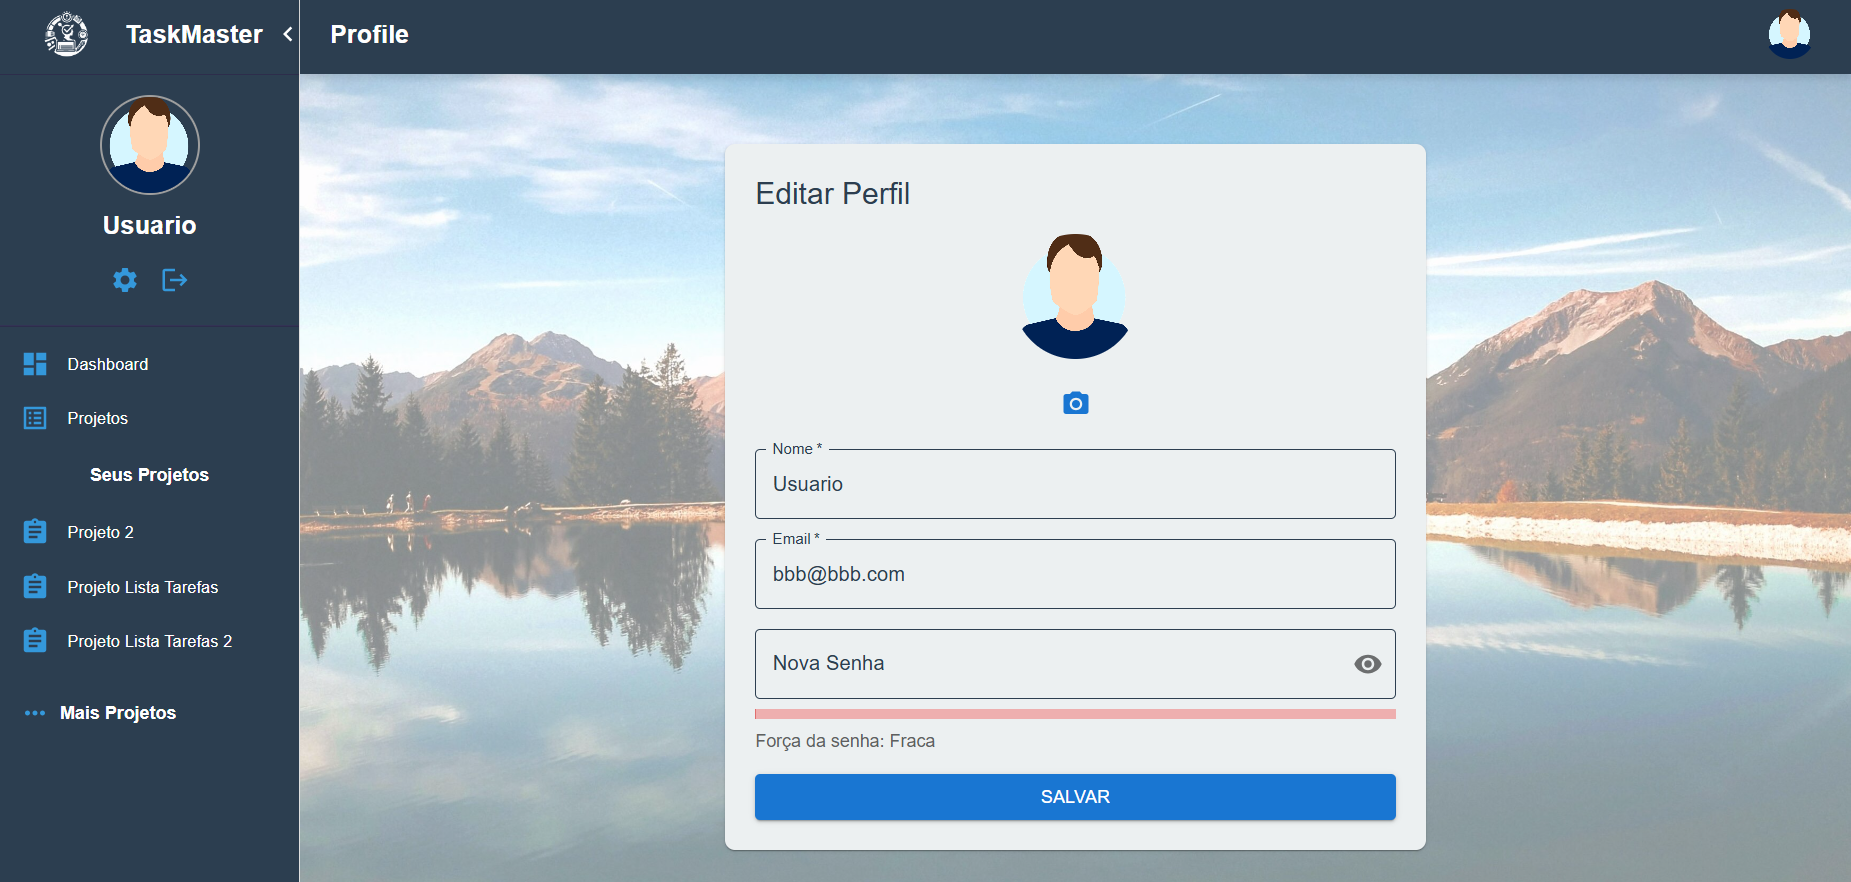 TaskMaster
Profile
Usuario
Dashboard
Projetos
Seus Projetos
Projeto 2
Projeto Lista Tarefas
Projeto Lista Tarefas 2
Mais Projetos
Editar Perfil
Nome *
Usuario
Email *
bbb@bbb.com
Nova Senha
Força da senha: Fraca
SALVAR